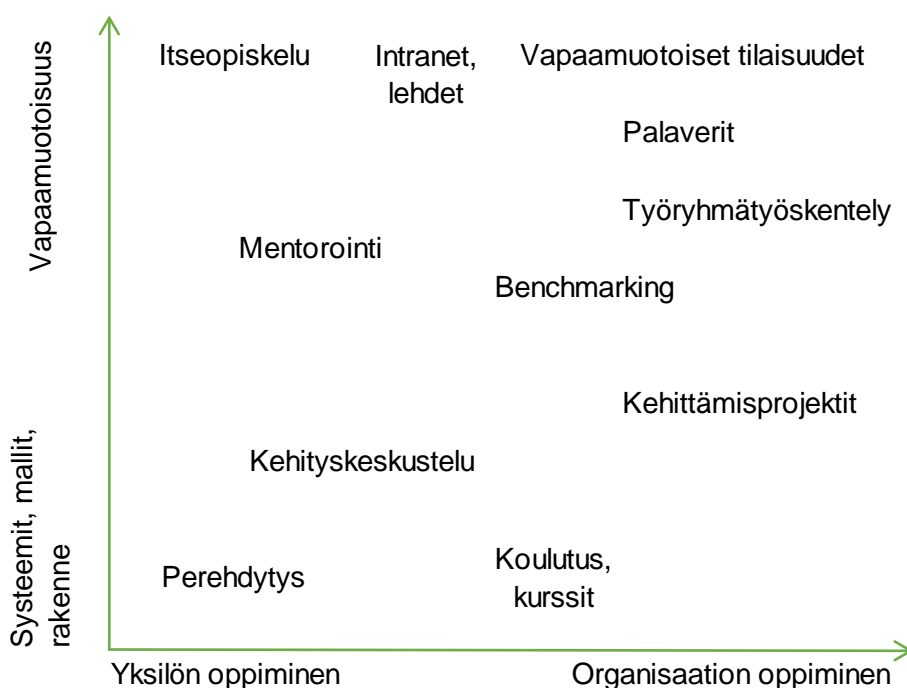 Vapaamuotoisuus
Itseopiskelu
Intranet,
lehdet
Vapaamuotoiset tilaisuudet
Palaverit
Työryhmätyöskentely
Mentorointi
Benchmarking
Kehittämisprojektit
Systeemit, mallit,
rakenne
Kehityskeskustelu
Perehdytys
Koulutus,
kurssit
Yksilön oppiminen
Organisaation oppiminen